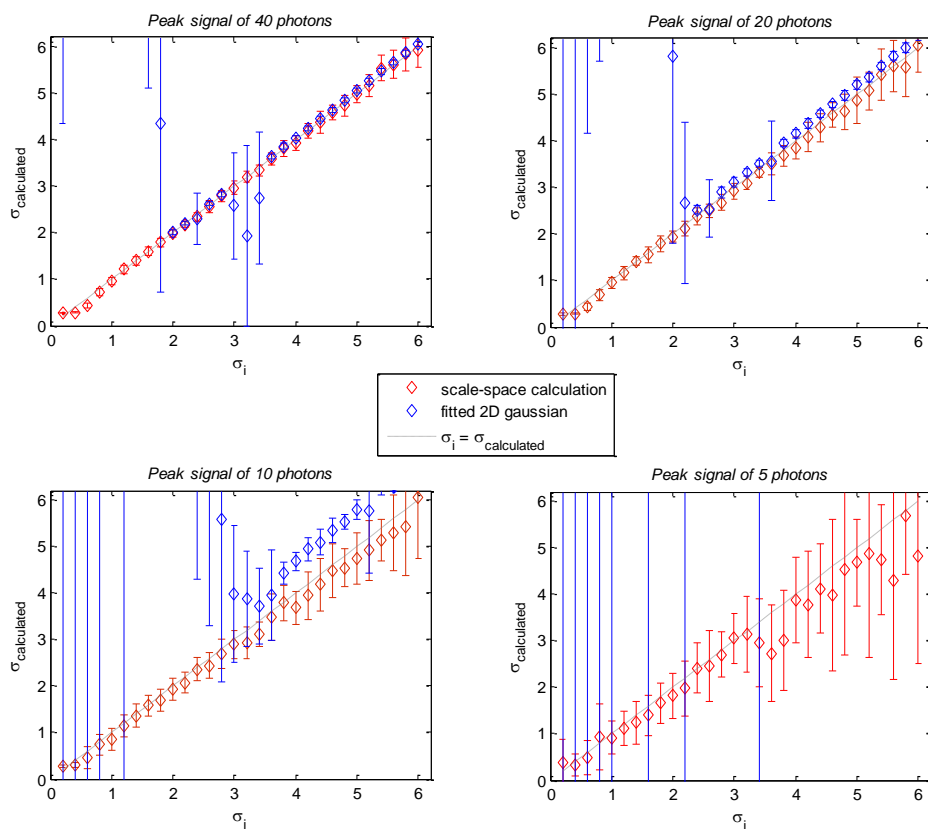 Peak signal of 40 photons
σcalculated
6
5
4
3
2
1
0
0 1 2 3 4 5 6
σi
Peak signal of 20 photons
σcalculated
6
5
4
3
2
1
0
0 1 2 3 4 5 6
σi
scale-space calculation
fitted 2D gaussian
σi = σcalculated
Peak signal of 10 photons
σcalculated
6
5
4
3
2
1
0
0 1 2 3 4 5 6
σi
Peak signal of 5 photons
σcalculated
6
5
4
3
2
1
0
0 1 2 3 4 5 6
σi